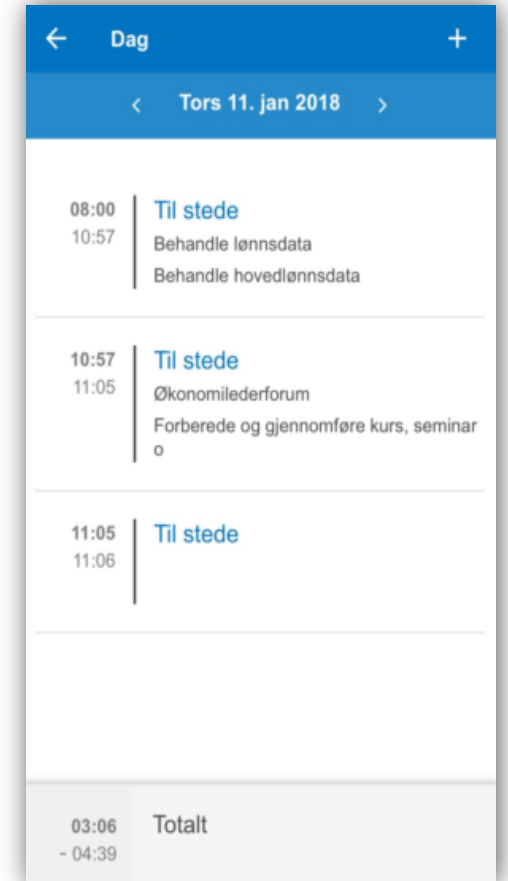 Dag
Tors 11. jan 2018
08:00 Til stede
10:57 Behandle lønnsdata
Behandle hovedlønnsdata
10:57 Til stede
11:05 Økonomilederforum
Forberede og gjennomføre kurs, seminar
o
11:05 Til stede
11:06
03:06 Totalt
- 04:39